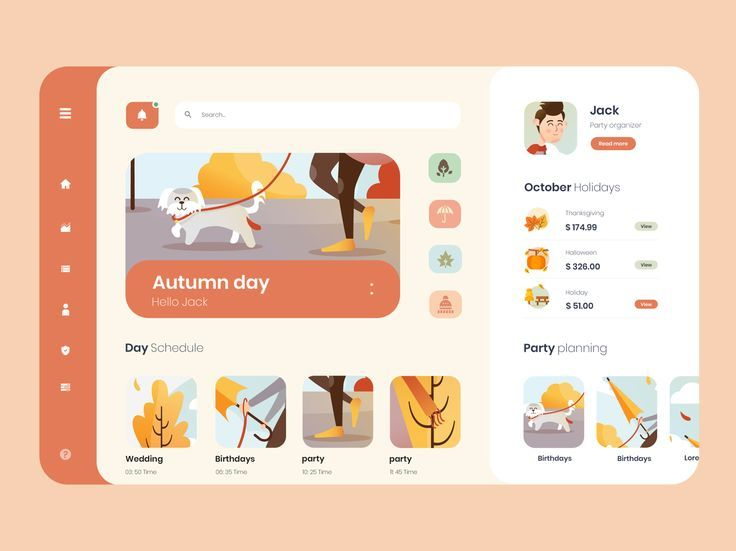 Search..
Jack
Party organizer
Read more
Autumn day
Hello Jack
October Holidays
Thanksgiving
$ 174.99
View
Halloween
$ 326.00
View
Holiday
$ 51.00
View
Day Schedule
Wedding
03:50 Time
Birthdays
06:35 Time
party
10:25 Time
party
11:45 Time
Party planning
Birthdays
Birthdays
Lore
?